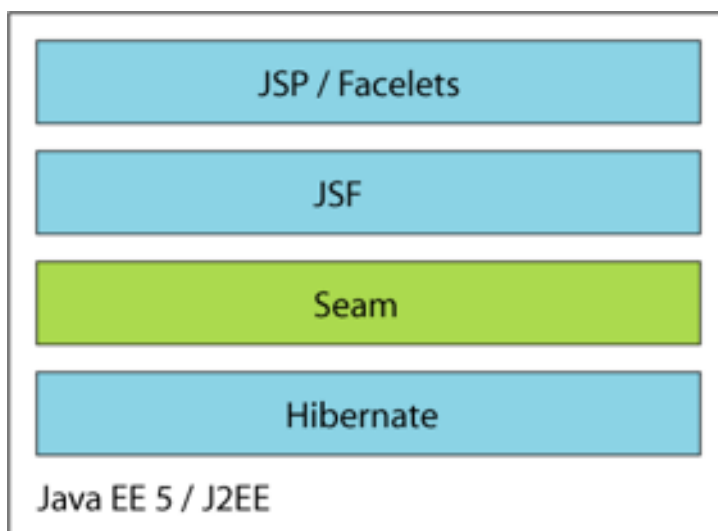 JSP / Facelets
JSF
Seam
Hibernate
Java EE 5 / J2EE